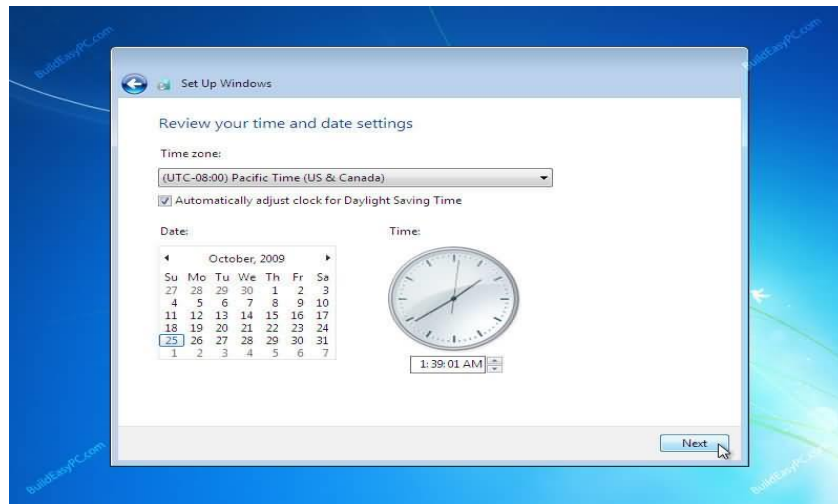 BuildEasyPC.com
BuildEasyPC.com
Set Up Windows
Review your time and date settings
Time zone:
(UTC-08:00) Pacific Time (US & Canada)
Automatically adjust clock for Daylight Saving Time
Date:
Time:
October, 2009
Su Mo Tu We Th Fr Sa
27 28 29 30 1 2 3
4 5 6 7 8 9 10
11 12 13 14 15 16 17
18 19 20 21 22 23 24
25 26 27 28 29 30 31
1 2 3 4 5 6 7
1:39:01 AM
Next
BuildEasyPC.com
BuildEasyPC.com